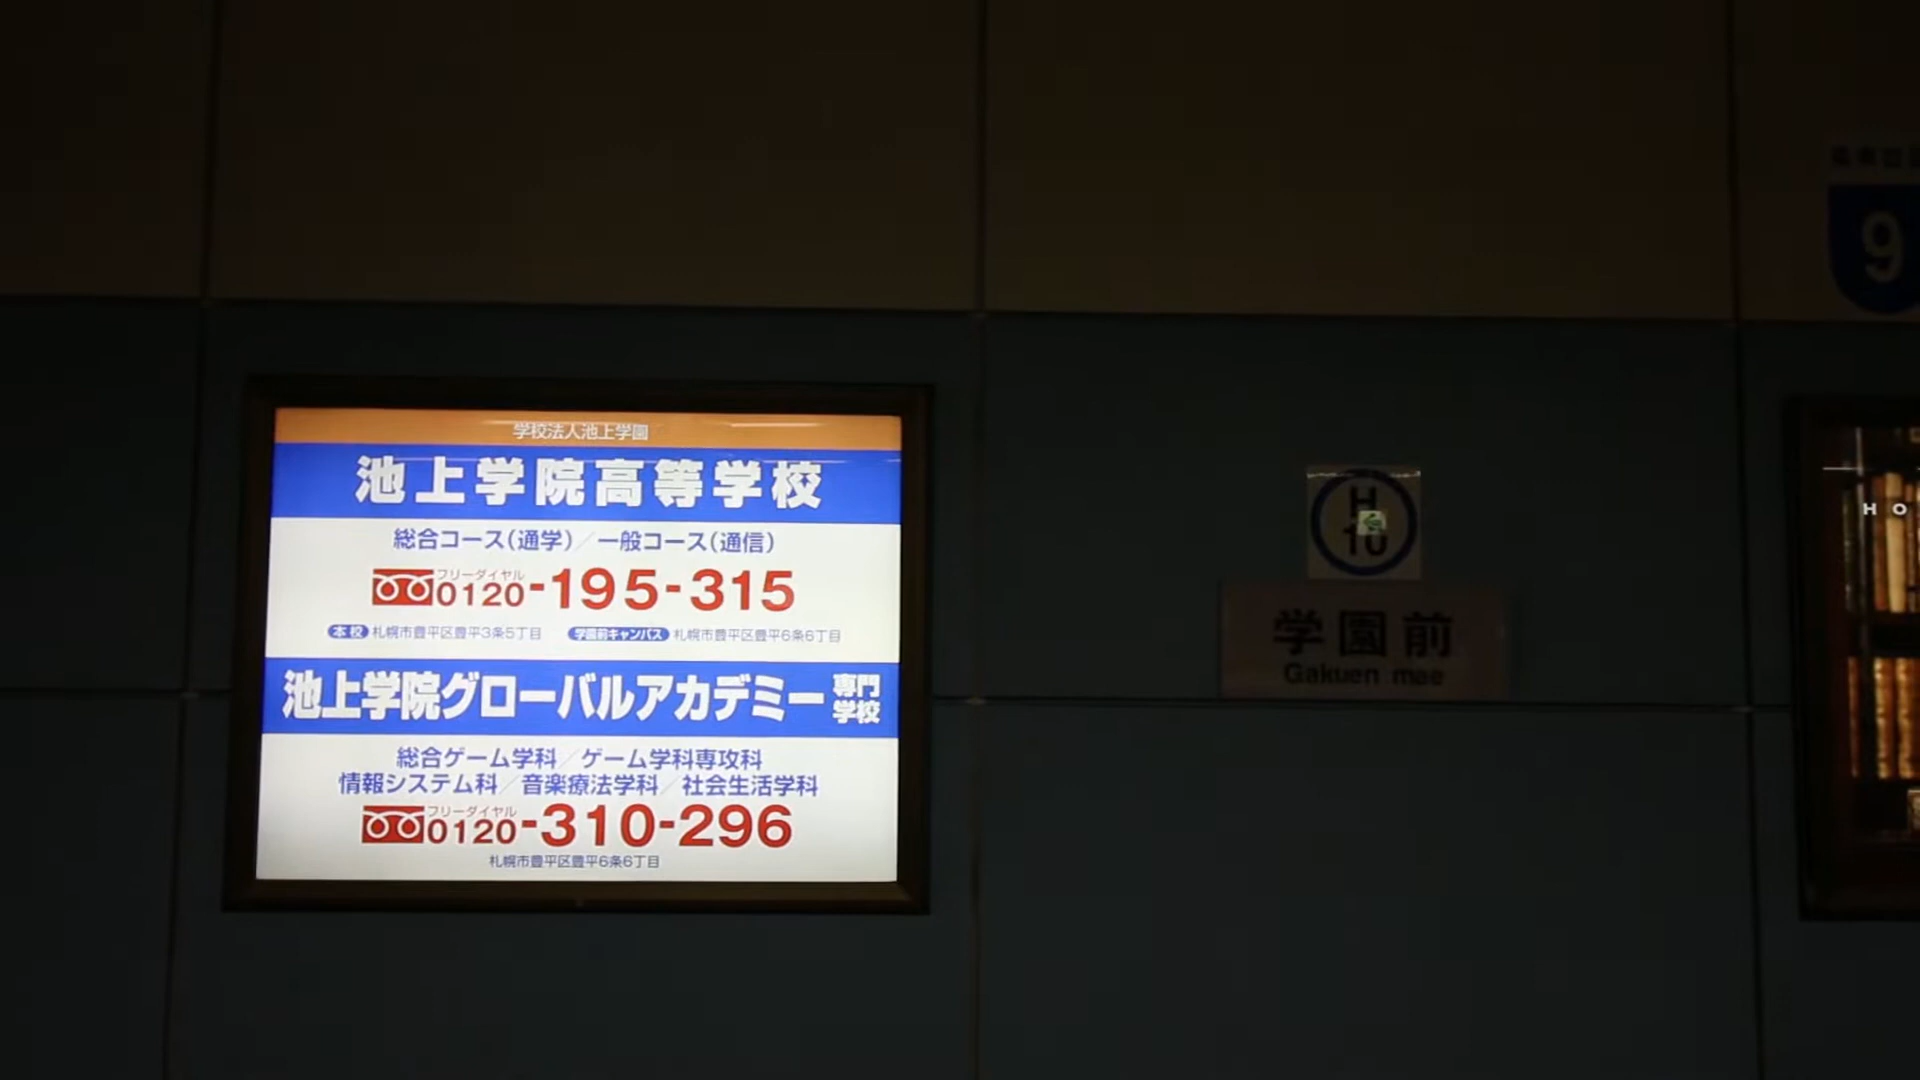 学校法人池上学園
池上学院高等学校
総合コース(通学)／一般コース(通信)
フリーダイヤル
0120-195-315
本校 札幌市豊平区豊平3条5丁目 学園前キャンパス 札幌市豊平区豊平6条6丁目
池上学院グローバルアカデミー 専門学校
総合ゲーム学科／ゲーム学科専攻科
情報システム科／音楽療法学科／社会生活学科
フリーダイヤル
0120-310-296
札幌市豊平区豊平6条6丁目
H
10
学園前
Gakuen mae
9
HO